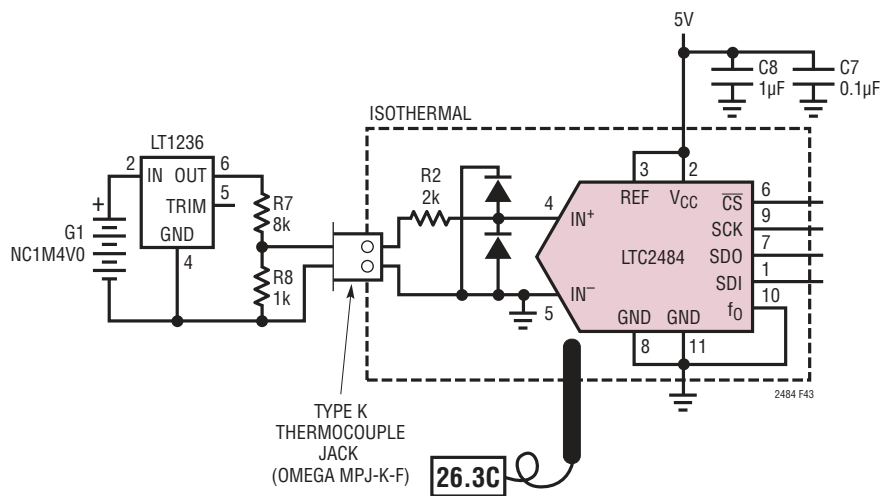 5V
C8
1µF
C7
0.1µF
ISOTHERMAL
LT1236
2
IN
OUT
6
TRIM
5
GND
4
+
G1
NC1M4V0
R7
8k
R8
1k
R2
2k
3
2
REF
VCC
4
IN+
IN−
5
LTC2484
CS
6
SCK
9
SDO
7
SDI
1
fO
10
GND
GND
8
11
2484 F43
TYPE K
THERMOCOUPLE
JACK
(OMEGA MPJ-K-F)
26.3C